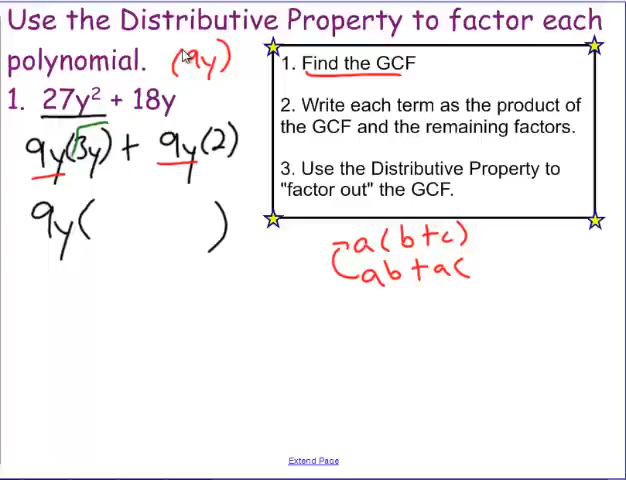 Use the Distributive Property to factor each
polynomial. (9y)
1. 27y² + 18y
9y(3y) + 9y(2)
9y( )
1. Find the GCF
2. Write each term as the product of
the GCF and the remaining factors.
3. Use the Distributive Property to
"factor out" the GCF.
a(b+c)
ab+ac
Extend Page